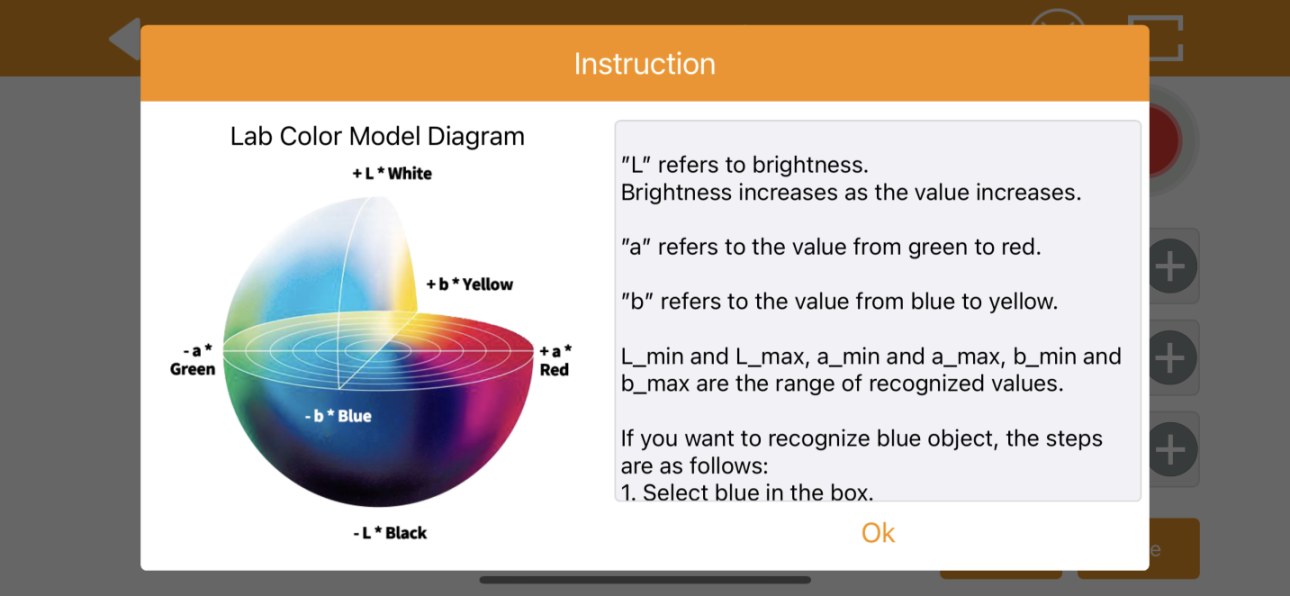 Instruction
Lab Color Model Diagram
+L*White
+b*Yellow
-a*
Green
+a*
Red
-b*Blue
-L*Black
"L" refers to brightness.
Brightness increases as the value increases.
"a" refers to the value from green to red.
"b" refers to the value from blue to yellow.
L_min and L_max, a_min and a_max, b_min and
b_max are the range of recognized values.
If you want to recognize blue object, the steps
are as follows:
1. Select blue in the box.
Ok
e